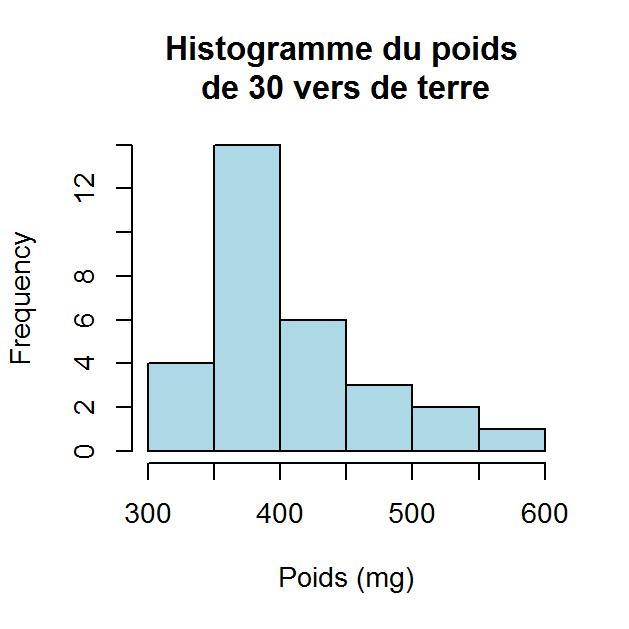 Histogramme du poids
de 30 vers de terre
Frequency
12
8
6
4
2
0
300 400 500 600
Poids (mg)